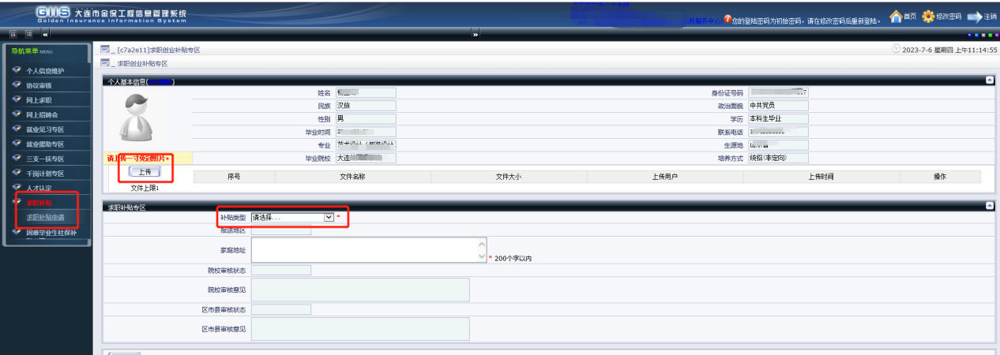 GIIS 大连市金保工程信息管理系统
Golden Insurance Information System
您的登陆密码为初始密码，请在修改密码后重新登陆。
首页 修改密码 注销
导航菜单 MENU
个人信息维护
协议审核
网上求职
网上招聘会
就业见习专区
就业援助专区
三支一扶专区
千岗计划专区
人才认定
求职补贴
求职补贴申请
困难毕业生社保补
_ [c7a2e11]求职创业补贴专区
2023-7-6 星期四 上午11:14:55
_ 求职创业补贴专区
个人基本信息(
姓名 身份证号码
民族 汉族 政治面貌 中共党员
性别 男 学历 本科生毕业
毕业时间 联系电话
专业 生源地
请上传一寸免冠照片* 毕业院校 大连 培养方式 统招(非定向)
上传
文件上限1
序号 文件名称 文件大小 上传用户 上传时间 操作
求职补贴专区
补贴类型 请选择... *
报送地区
家庭地址 * 200个字以内
院校审核状态
院校审核意见
区市县审核状态
区市县审核意见